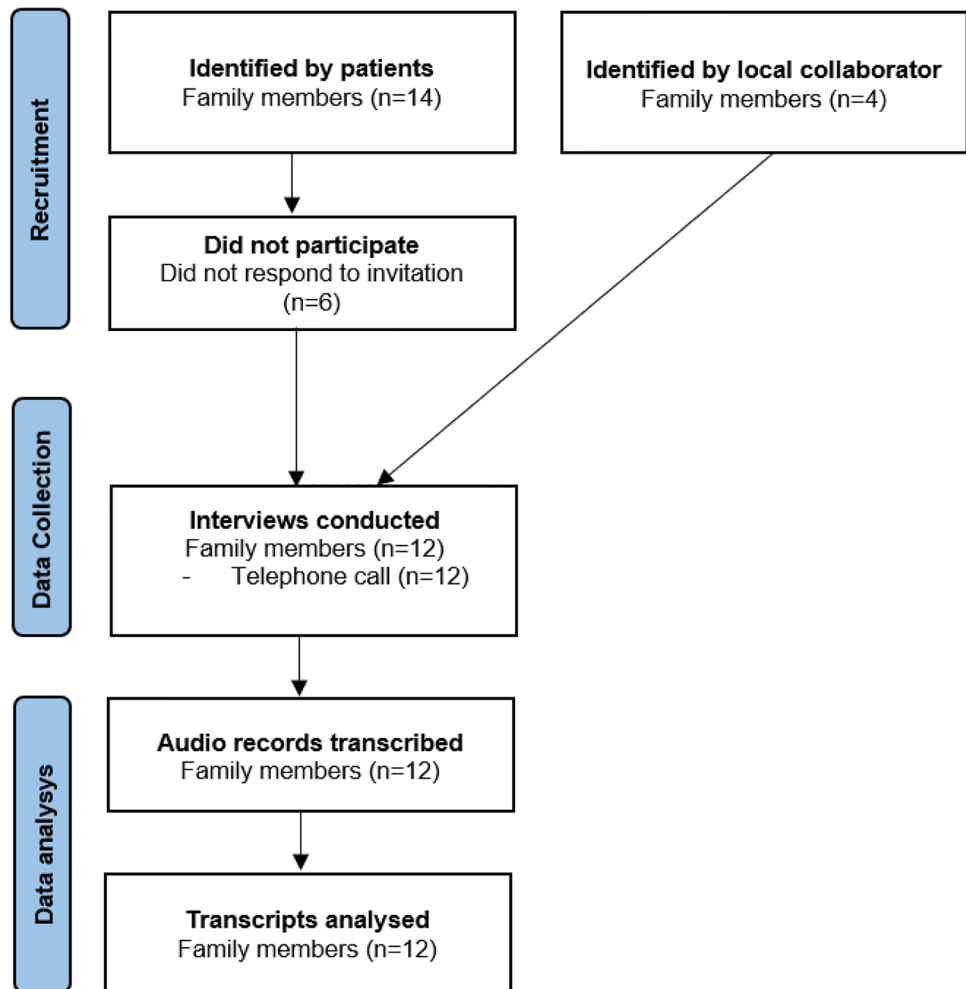 Recruitment
Identified by patients
Family members (n=14)
Identified by local collaborator
Family members (n=4)
Did not participate
Did not respond to invitation
(n=6)
Data Collection
Interviews conducted
Family members (n=12)
- Telephone call (n=12)
Data analysys
Audio records transcribed
Family members (n=12)
Transcripts analysed
Family members (n=12)